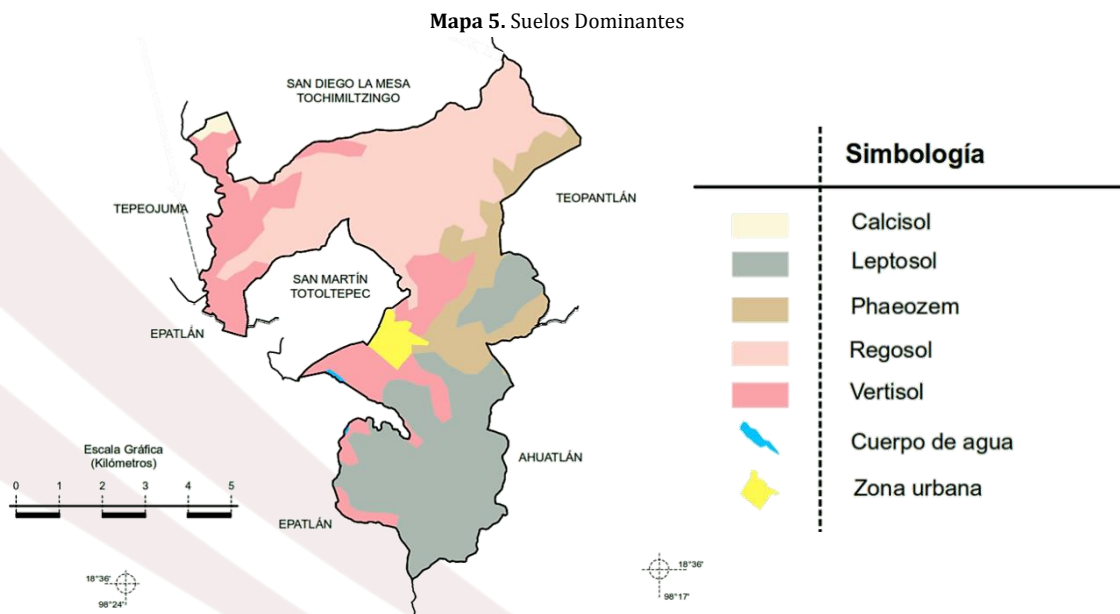 Mapa 5. Suelos Dominantes
SAN DIEGO LA MESA
TOCHIMILTZINGO
TEPEOJUMA
TEOPANTLÁN
SAN MARTÍN
TOTOLTEPEC
EPATLÁN
AHUATLÁN
EPATLÁN
Escala Gráfica
(Kilómetros)
0 1 2 3 4 5
18°36'
98°24'
18°36'
98°17'
Simbología
Calcisol
Leptosol
Phaeozem
Regosol
Vertisol
Cuerpo de agua
Zona urbana